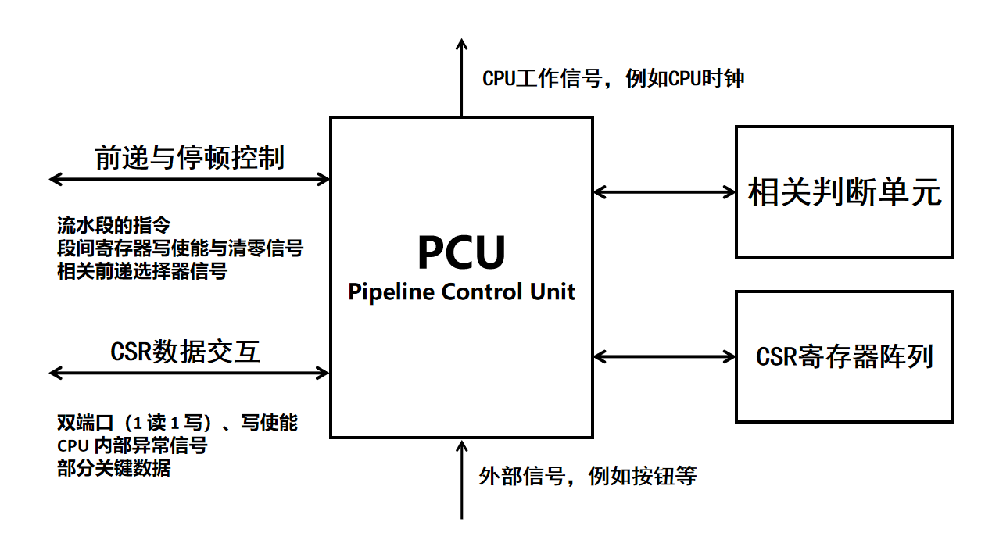 CPU工作信号，例如CPU时钟
前递与停顿控制
流水段的指令
段间寄存器写使能与清零信号
相关前递选择器信号
PCU
Pipeline Control Unit
相关判断单元
CSR数据交互
双端口（1 读 1 写）、写使能
CPU 内部异常信号
部分关键数据
CSR寄存器阵列
外部信号，例如按钮等